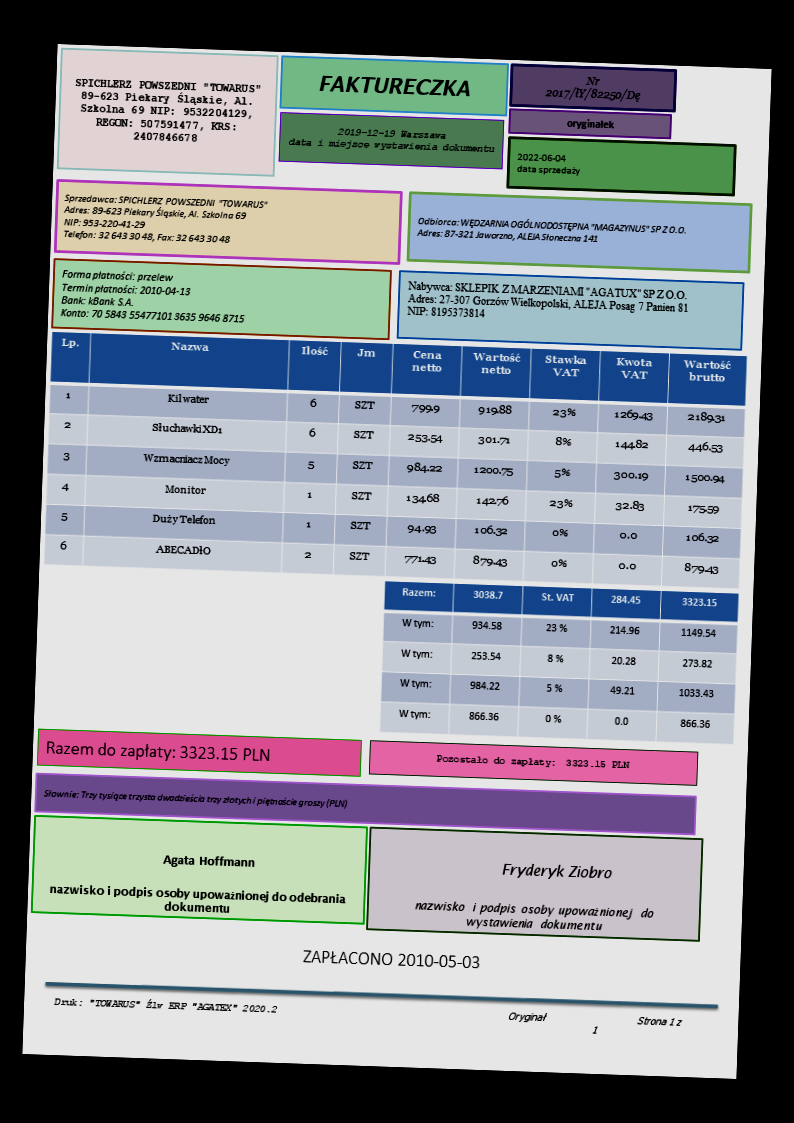 SPICHLERZ POWSZEDNI "TOWARUS"
89-623 Piekary Śląskie, Al.
Szkolna 69 NIP: 9532204129,
REGON: 507591477, KRS:
2407846678
FAKTURECZKA
2019-12-19 Warszawa
data i miejsce wystawienia dokumentu
Nr
2017/łY/82250/Dę
oryginałek
2022-06-04
data sprzedaży
Sprzedawca: SPICHLERZ POWSZEDNI "TOWARUS"
Adres: 89-623 Piekary Śląskie, Al. Szkolna 69
NIP: 953-220-41-29
Telefon: 32 643 30 48, Fax: 32 643 30 48
Odbiorca: WĘDZARNIA OGÓLNODOSTĘPNA "MAGAZYNUS" SP Z O.O.
Adres: 87-321 Jaworzno, ALEJA Słoneczna 141
Forma płatności: przelew
Termin płatności: 2010-04-13
Bank: kBank S.A.
Konto: 70 5843 55477101 3635 9646 8715
Nabywca: SKLEPIK Z MARZENIAMI "AGATUX" SP Z O.O.
Adres: 27-307 Gorzów Wielkopolski, ALEJA Posąg 7 Panien 81
NIP: 8195373814
Lp. Nazwa Ilość Jm Cena netto Wartość netto Stawka VAT Kwota VAT Wartość brutto
1 Kilwater 6 SZT 799.9 919.88 23% 1269.43 2189.31
2 Słuchawki XD1 6 SZT 253.54 301.71 8% 144.82 446.53
3 Wzmacniacz Mocy 5 SZT 984.22 1200.75 5% 300.19 1500.94
4 Monitor 1 SZT 134.68 142.76 23% 32.83 175.59
5 Duży Telefon 1 SZT 94.93 106.32 0% 0.0 106.32
6 ABECADłO 2 SZT 771.43 879.43 0% 0.0 879.43
Razem: 3038.7 St. VAT 284.45 3323.15
W tym: 934.58 23 % 214.96 1149.54
W tym: 253.54 8 % 20.28 273.82
W tym: 984.22 5 % 49.21 1033.43
W tym: 866.36 0 % 0.0 866.36
Razem do zapłaty: 3323.15 PLN
Pozostało do zapłaty: 3323.15 PLN
Słownie: Trzy tysiące trzysta dwadzieścia trzy złotych i piętnaście groszy (PLN)
Agata Hoffmann
nazwisko i podpis osoby upoważnionej do odebrania
dokumentu
Fryderyk Ziobro
nazwisko i podpis osoby upoważnionej do
wystawienia dokumentu
ZAPŁACONO 2010-05-03
Druk: "TOWARUS" Ślw ERP "AGATEX" 2020.2
Oryginał
Strona 1 z
1